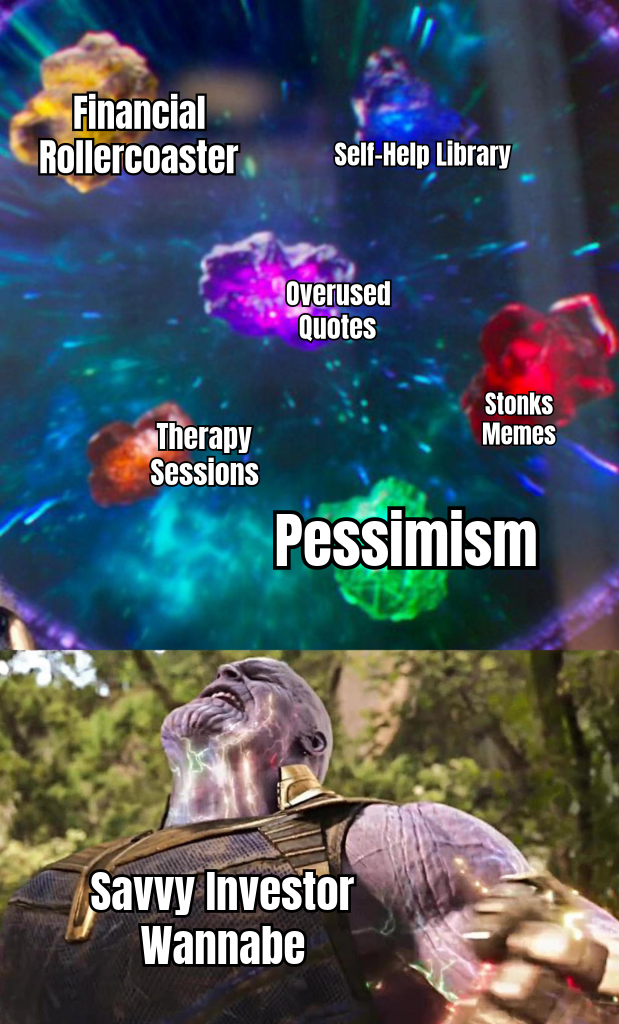 Financial
Rollercoaster
Self-Help Library
Overused
Quotes
Stonks
Memes
Therapy
Sessions
Pessimism
Savvy Investor
Wannabe